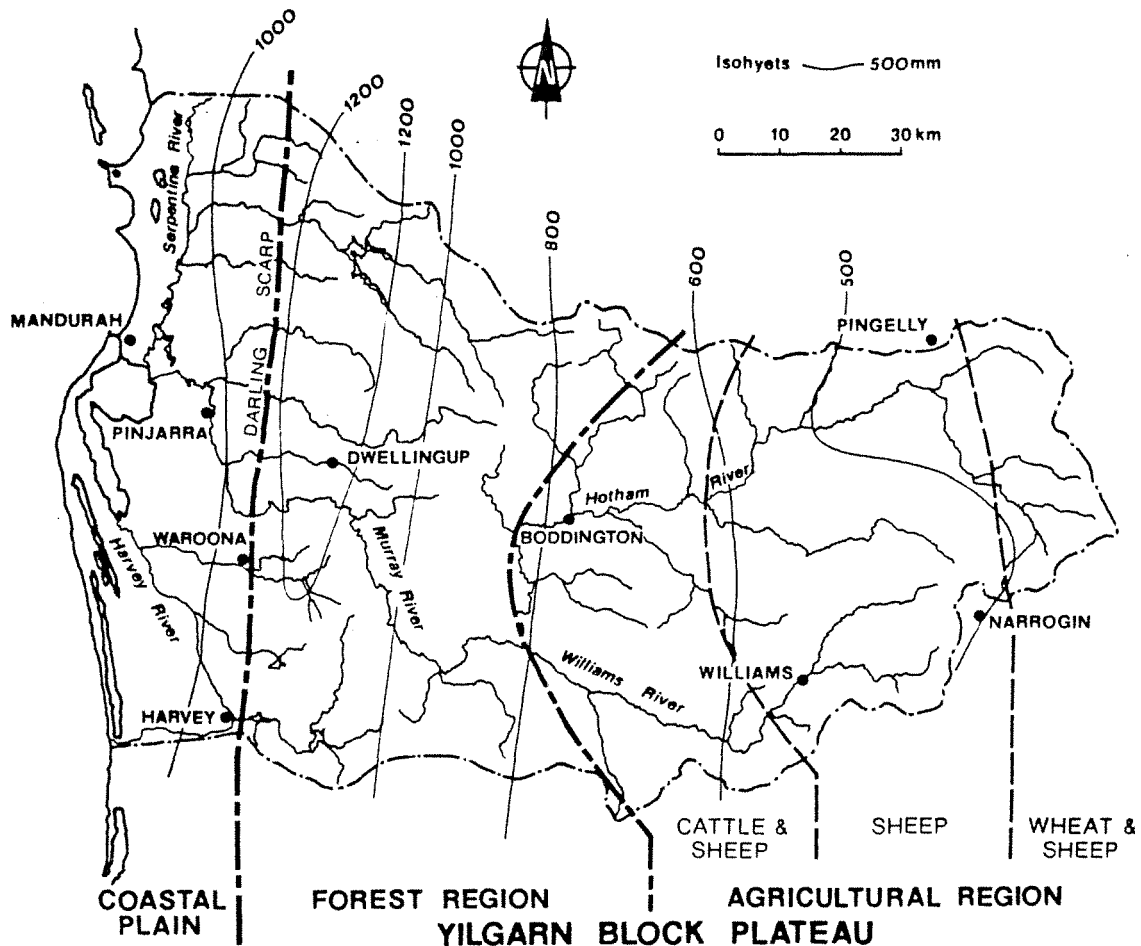 1000
1200
1200
1000
800
600
500
N
Isohyets 500mm
0 10 20 30 km
Serpentine River
DARLING SCARP
MANDURAH
PINGELLY
PINJARRA
DWELLINGUP
Hotham River
BODDINGTON
WAROONA
Murray River
Harvey River
NARROGIN
Williams River
WILLIAMS
HARVEY
CATTLE &
SHEEP
SHEEP
WHEAT &
SHEEP
COASTAL
PLAIN
FOREST REGION
AGRICULTURAL REGION
YILGARN BLOCK PLATEAU